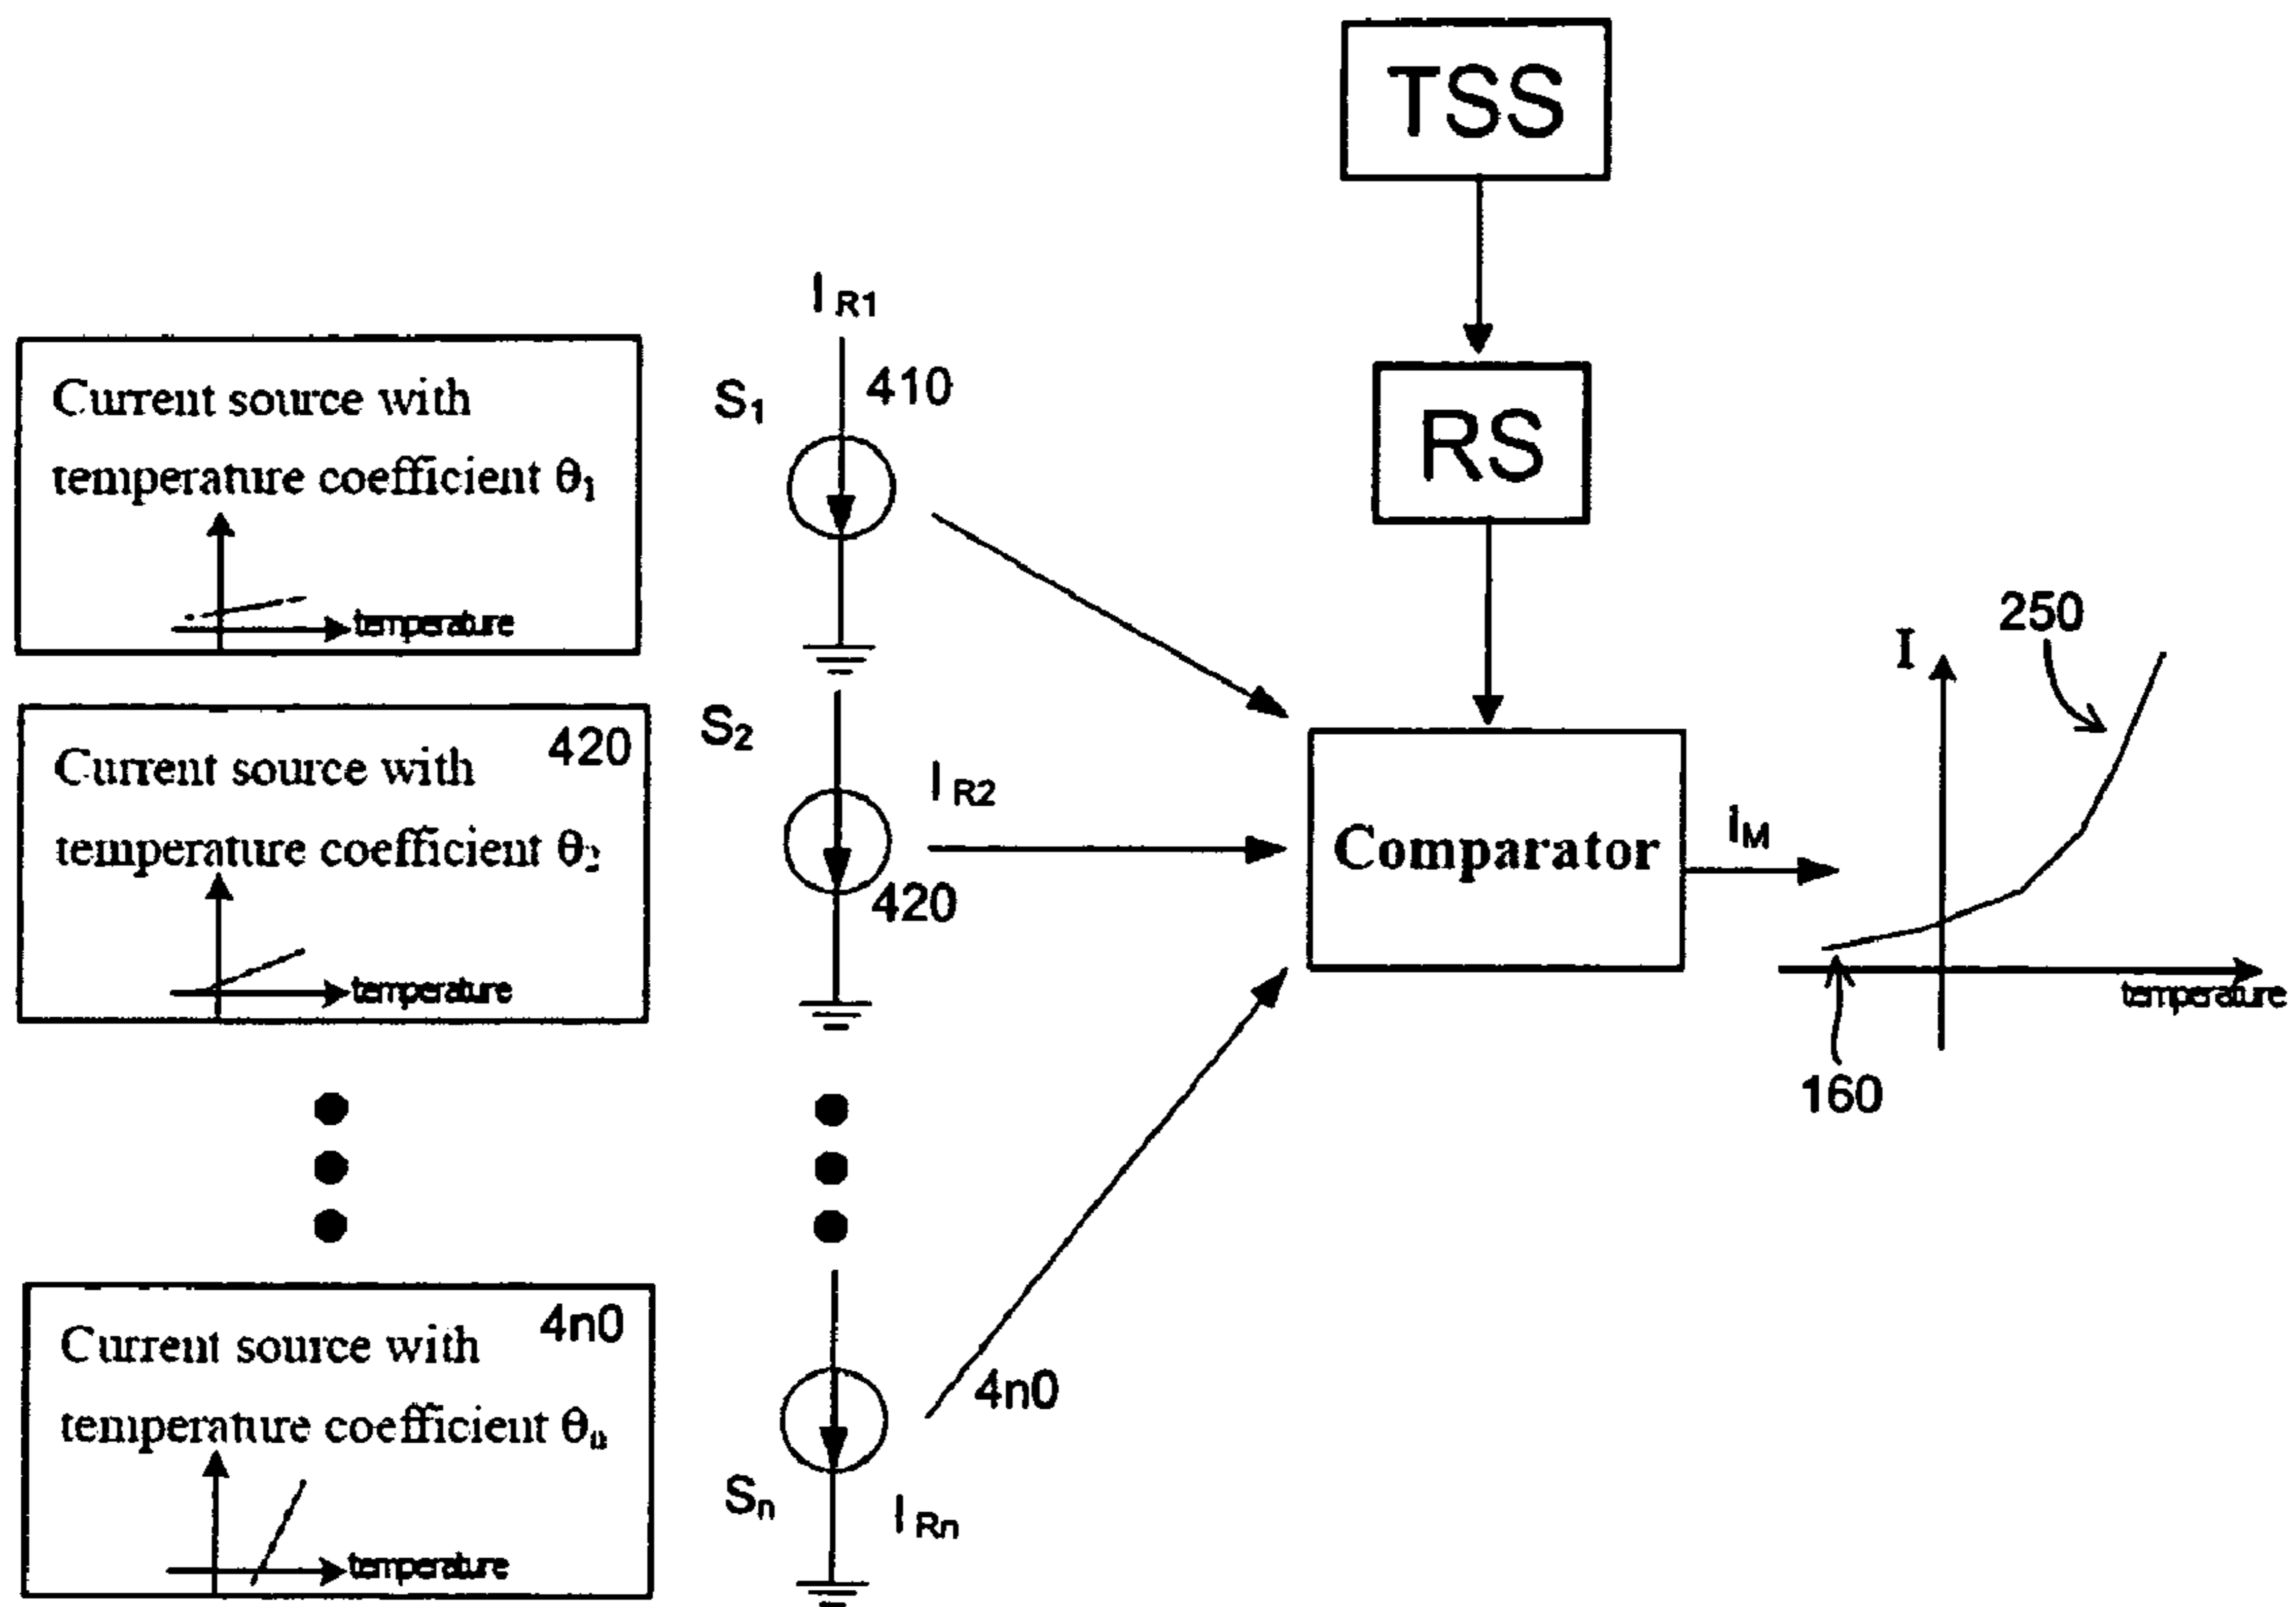 TSS
RS
I R1
S1
410
Current source with
temperature coefficient θ1
temperature
S2
420
Current source with
temperature coefficient θ2
temperature
I R2
420
Comparator
IM
I
250
temperature
160
4n0
Current source with
temperature coefficient θn
temperature
4n0
Sn
I Rn